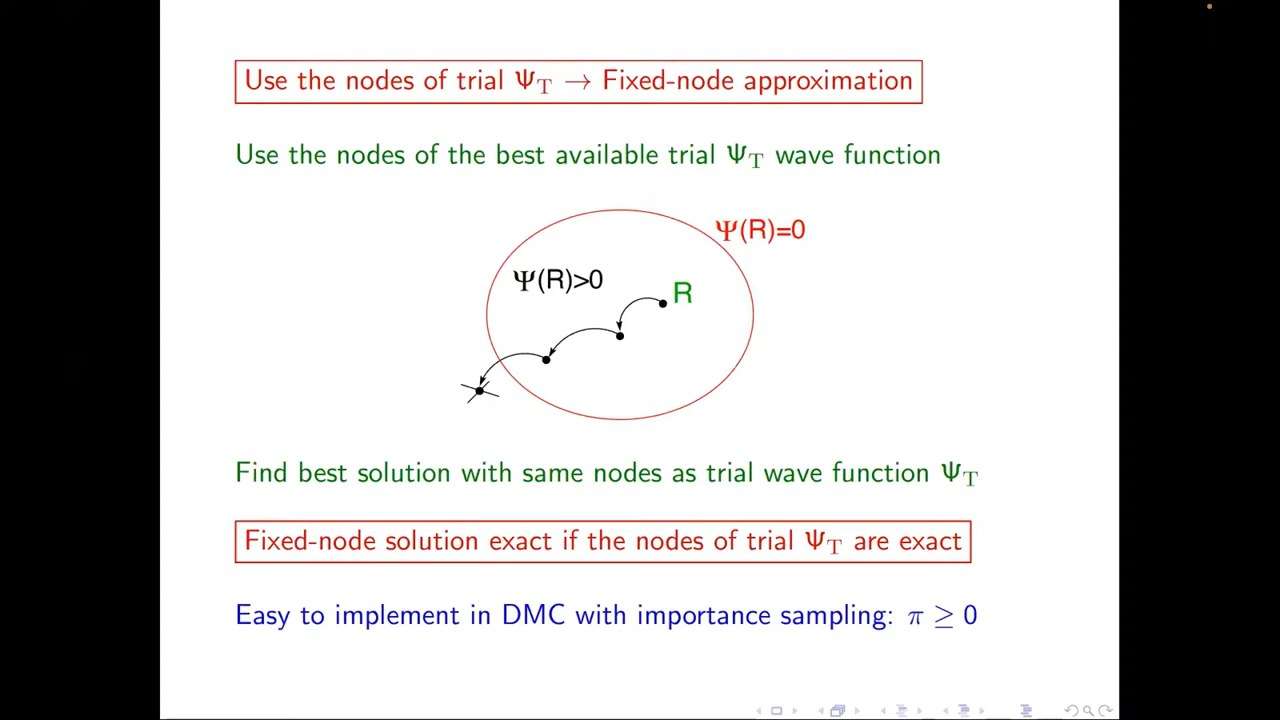 Use the nodes of trial Ψ_T → Fixed-node approximation
Use the nodes of the best available trial Ψ_T wave function
Ψ(R)=0
Ψ(R)>0
R
Find best solution with same nodes as trial wave function Ψ_T
Fixed-node solution exact if the nodes of trial Ψ_T are exact
Easy to implement in DMC with importance sampling: π ≥ 0